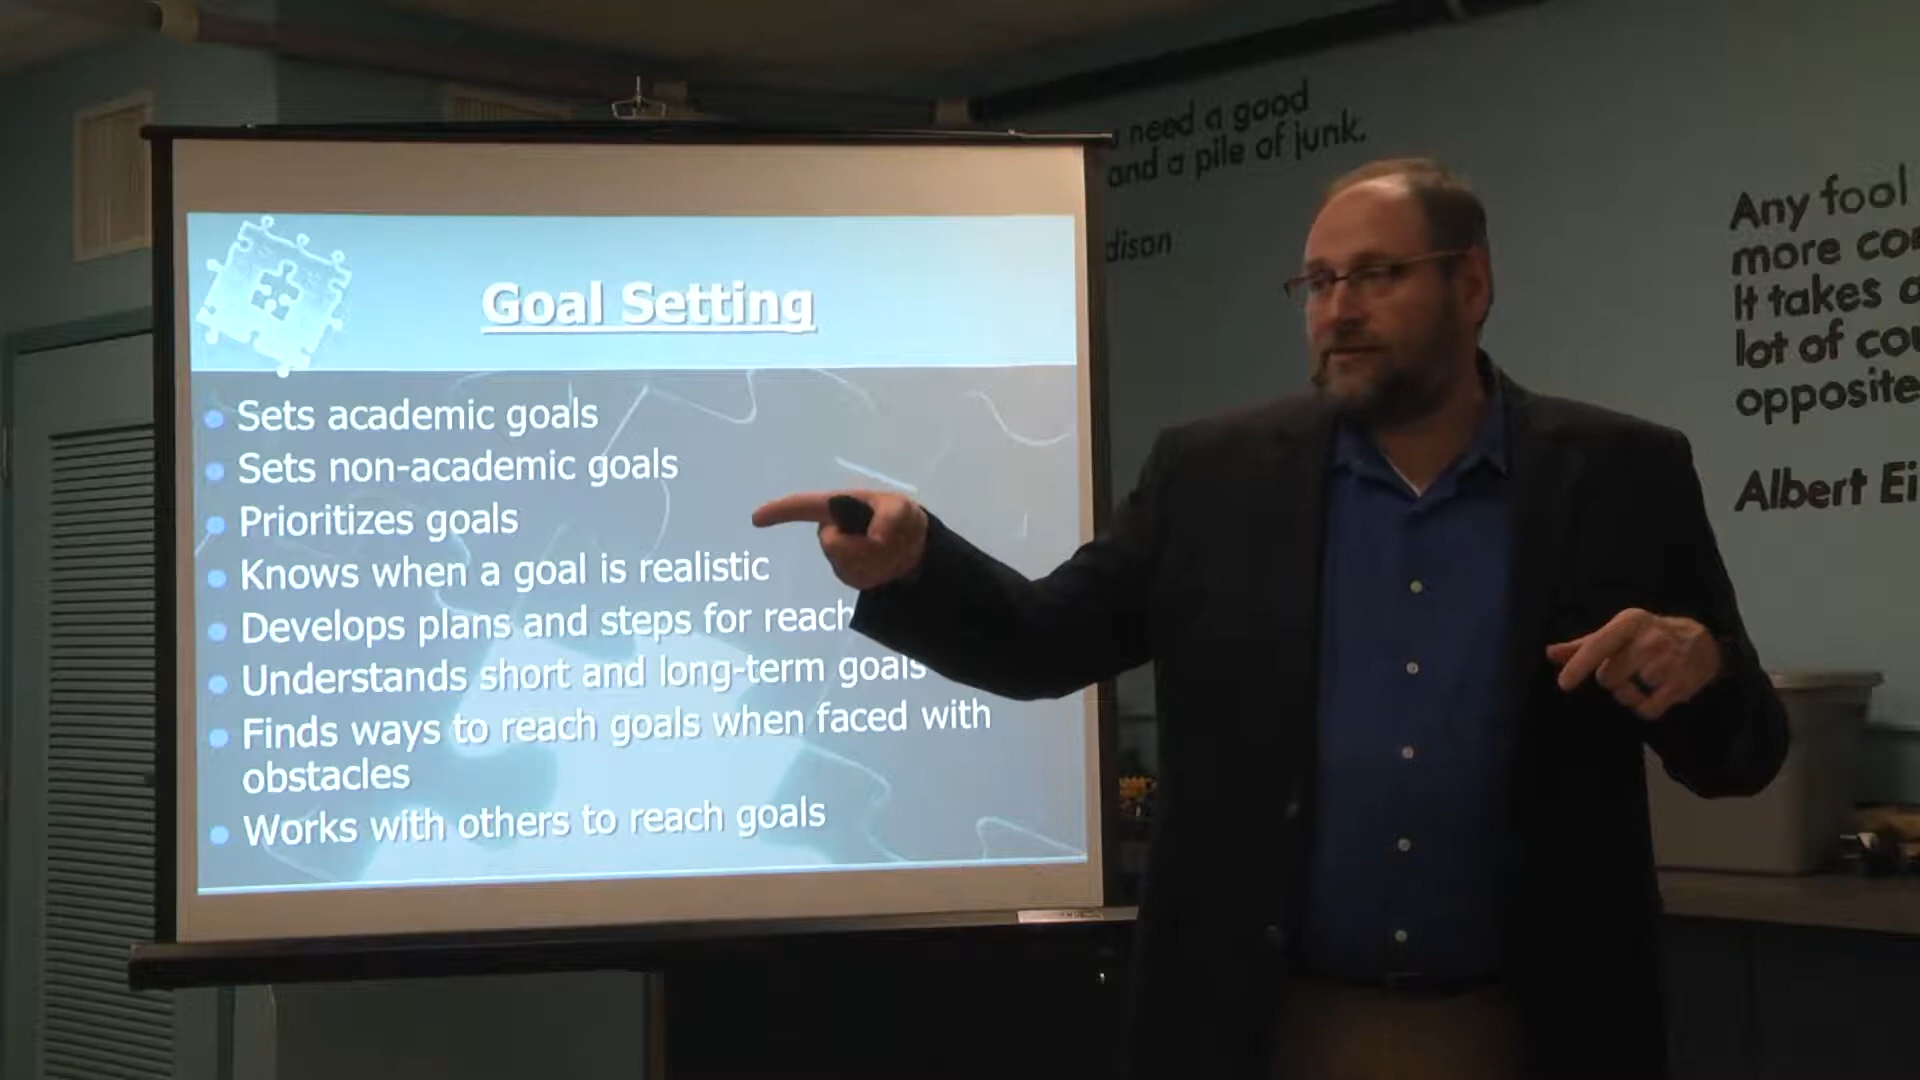 Goal Setting
Sets academic goals
Sets non-academic goals
Prioritizes goals
Knows when a goal is realistic
Develops plans and steps for reach
Understands short and long-term goals
Finds ways to reach goals when faced with
obstacles
Works with others to reach goals
need a good
and a pile of junk.
dison
Any fool
more co
It takes a
lot of cou
opposite
Albert Ei